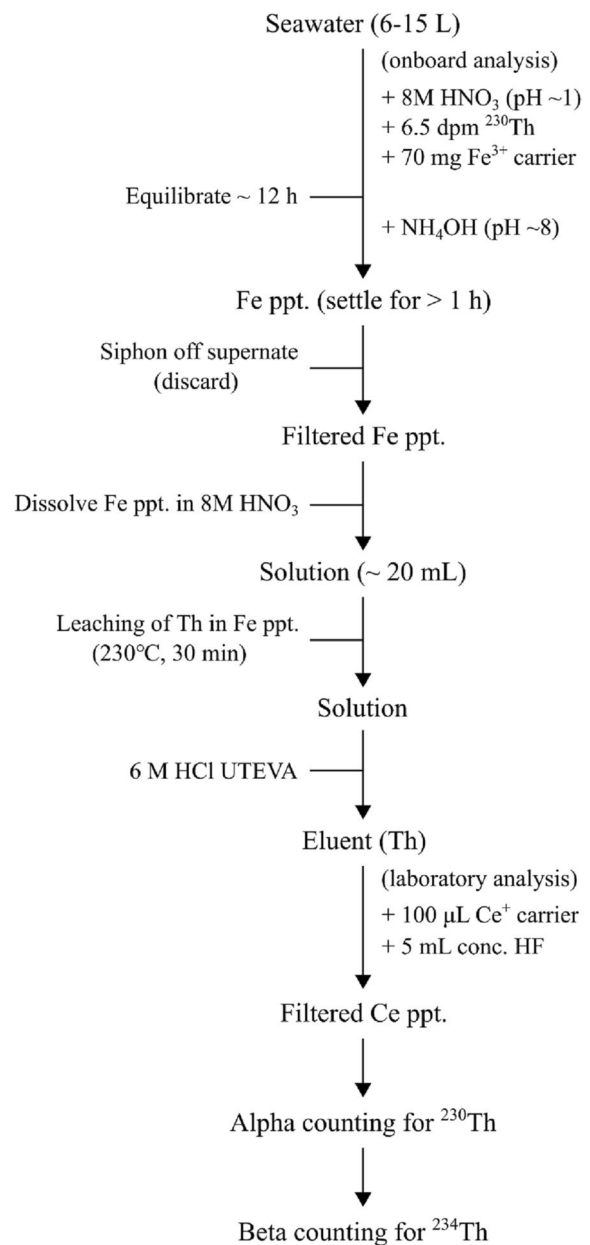 Seawater (6-15 L)
(onboard analysis)
+ 8M HNO₃ (pH ~1)
+ 6.5 dpm ²³⁰Th
+ 70 mg Fe³⁺ carrier
Equilibrate ~ 12 h
+ NH₄OH (pH ~8)
Fe ppt. (settle for > 1 h)
Siphon off supernate
(discard)
Filtered Fe ppt.
Dissolve Fe ppt. in 8M HNO₃
Solution (~ 20 mL)
Leaching of Th in Fe ppt.
(230℃, 30 min)
Solution
6 M HCl UTEVA
Eluent (Th)
(laboratory analysis)
+ 100 μL Ce⁺ carrier
+ 5 mL conc. HF
Filtered Ce ppt.
Alpha counting for ²³⁰Th
Beta counting for ²³⁴Th